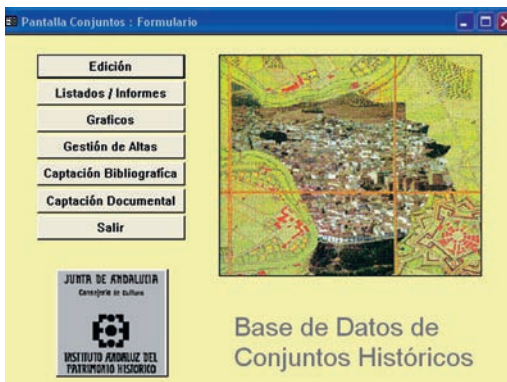 Pantalla Conjuntos : Formulario
Edición
Listados / Informes
Graficos
Gestión de Altas
Captación Bibliografica
Captación Documental
Salir
JUNTA DE ANDALUCIA
Consejería de Cultura
INSTITUTO ANDALUZ DEL
PATRIMONIO HISTORICO
Base de Datos de
Conjuntos Históricos